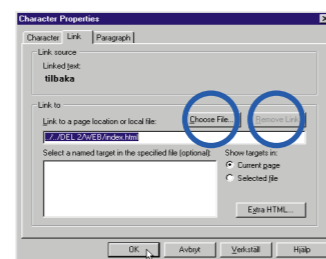 Character Properties
Character Link Paragraph
Link source
Linked text:
tilbaka
Link to
Link to a page location or local file: Choose File... Remove Link
../../DEL 2/WEB/index.html
Select a named target in the specified file (optional): Show targets in:
Current page
Selected file
Extra HTML...
OK Avbryt Verkställ Hjälp